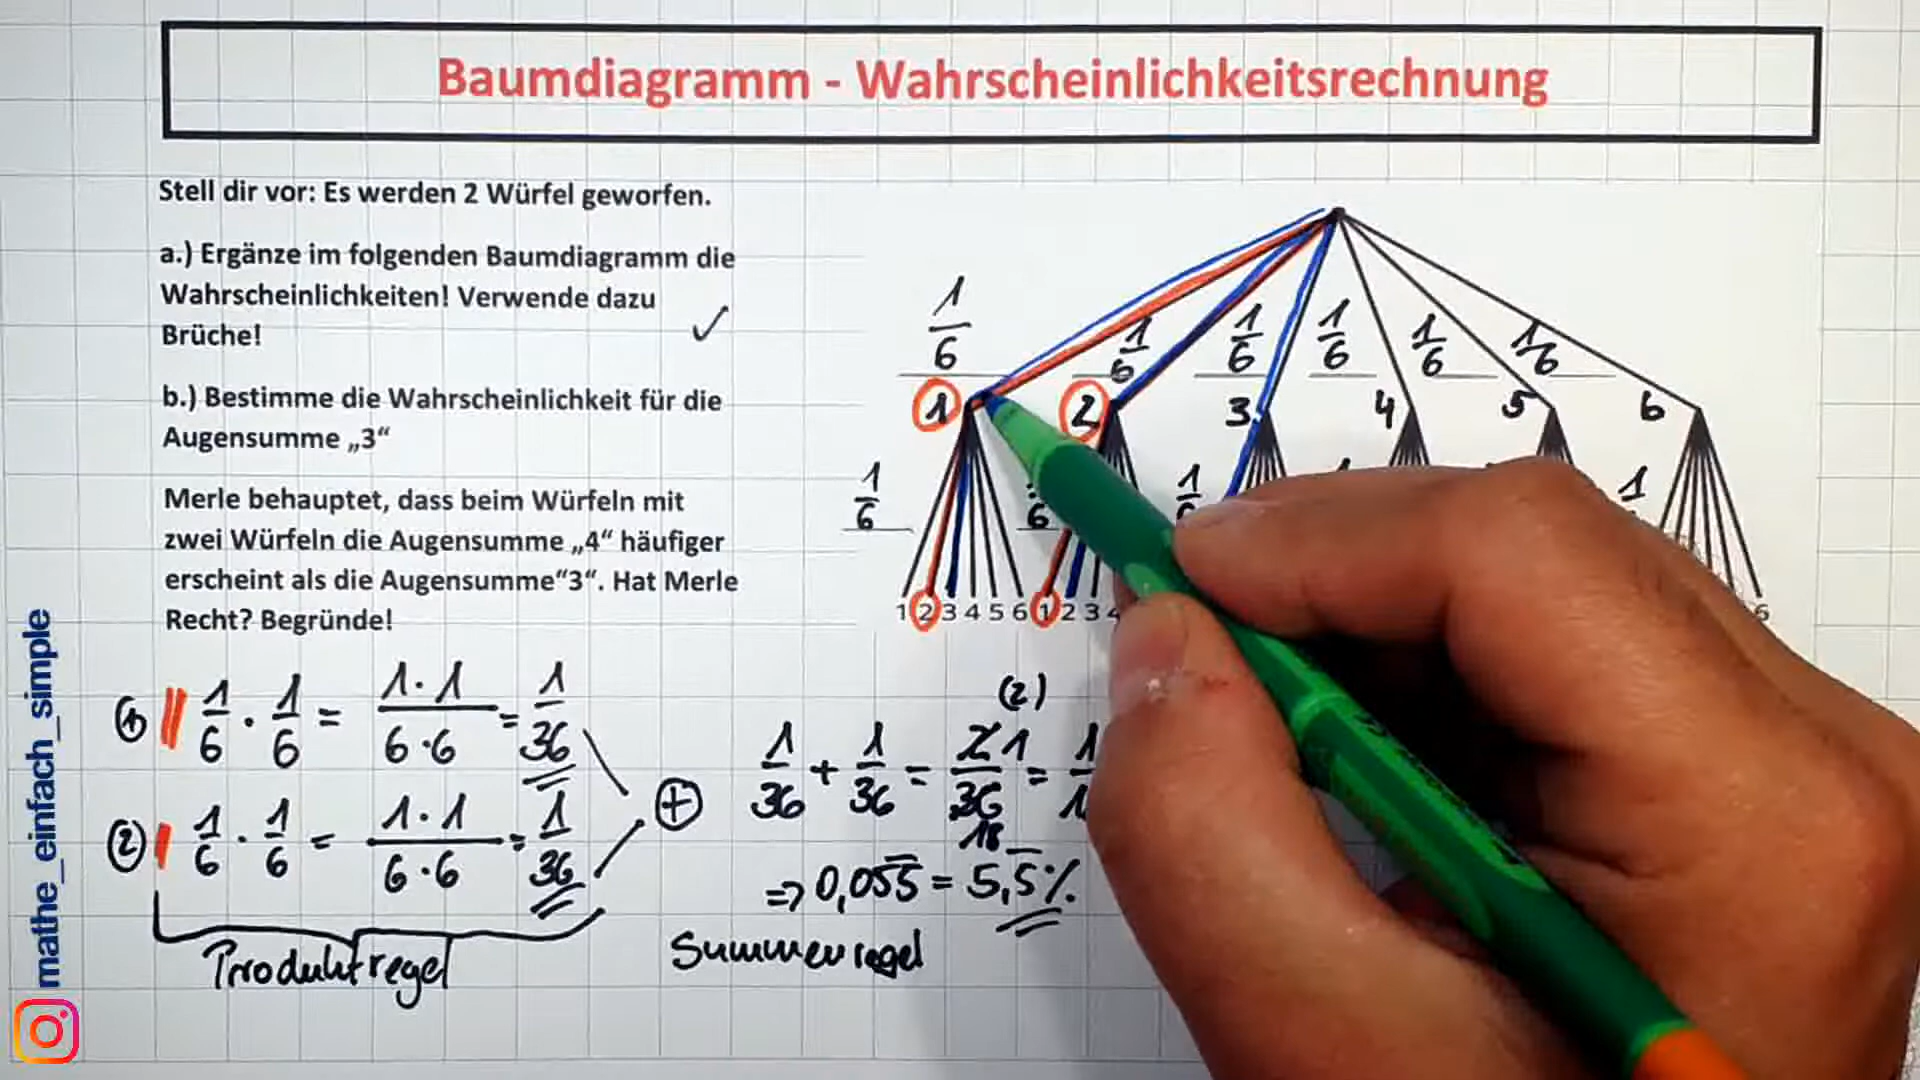 Baumdiagramm - Wahrscheinlichkeitsrechnung
Stell dir vor: Es werden 2 Würfel geworfen.
a.) Ergänze im folgenden Baumdiagramm die
Wahrscheinlichkeiten! Verwende dazu
Brüche! ✓
b.) Bestimme die Wahrscheinlichkeit für die
Augensumme „3“
Merle behauptet, dass beim Würfeln mit
zwei Würfeln die Augensumme „4“ häufiger
erscheint als die Augensumme“3“. Hat Merle
Recht? Begründe!
1/6 1/6 1/6 1/6 1/6 1/6
1 2 3 4 5 6
1/6 1/6
1 2 3 4 5 6 1 2 3 4 6
(1) 1/6 · 1/6 = 1·1/6·6 = 1/36
(2) 1/6 · 1/6 = 1·1/6·6 = 1/36
+
(2)
1/36 + 1/36 = 2 1/36 18 =
=> 0,055 = 5,5%
Produktregel
Summenregel
mathe_einfach_simple